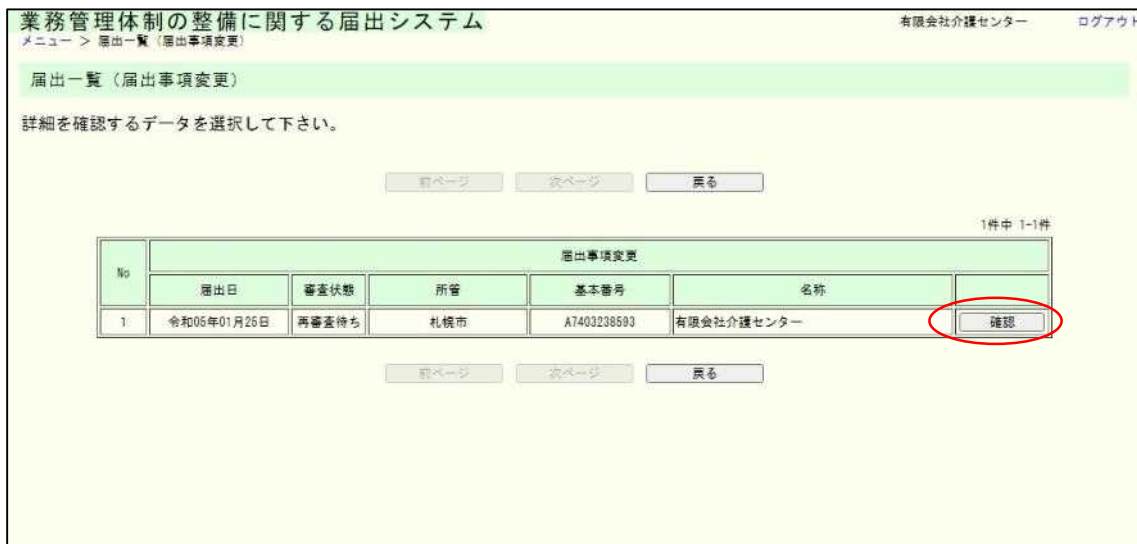 業務管理体制の整備に関する届出システム
有限会社介護センター ログアウト
メニュー > 届出一覧（届出事項変更）
届出一覧（届出事項変更）
詳細を確認するデータを選択して下さい。
前ページ 次ページ 戻る
1件中 1-1件
No 届出事項変更
届出日 審査状態 所管 基本番号 名称
1 令和05年01月25日 再審査待ち 札幌市 A7403238593 有限会社介護センター 確認
前ページ 次ページ 戻る